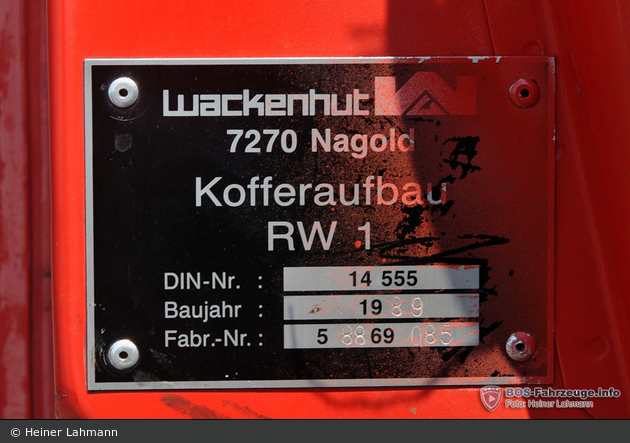 wackenhut
7270 Nagold
Kofferaufbau
RW 1
DIN-Nr. : 14 555
Baujahr : 1989
Fabr.-Nr. : 5 8869 085
BOS-Fahrzeuge.Info
Foto: Heiner Lahmann
© Heiner Lahmann